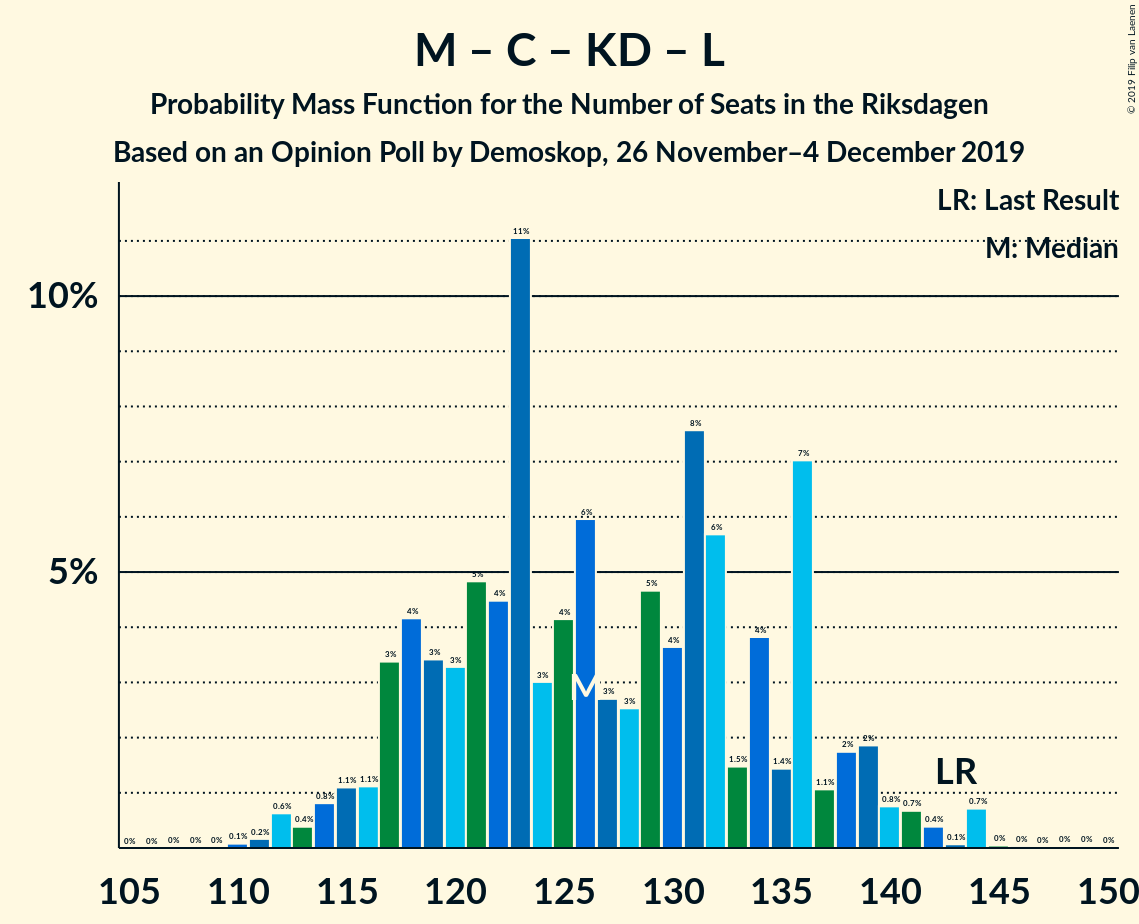 © 2019 Filip van Laenen
M – C – KD – L
Probability Mass Function for the Number of Seats in the Riksdagen
Based on an Opinion Poll by Demoskop, 26 November–4 December 2019
LR: Last Result
M: Median
10%
5%
0% 0% 0% 0% 0% 0.1% 0.2% 0.6% 0.4% 0.8% 1.1% 1.1% 3% 4% 3% 3% 5% 4% 11% 3% 4% 6% 3% 3% 5% 4% 8% 6% 1.5% 4% 1.4% 7% 1.1% 2% 2% 0.8% 0.7% 0.4% 0.1% 0.7% 0% 0% 0% 0% 0% 0%
M
LR
105 110 115 120 125 130 135 140 145 150